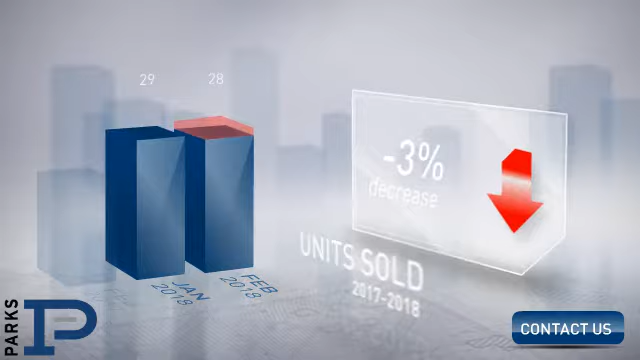 29
28
-3%
decrease
UNITS SOLD
2017-2018
JAN
2018
FEB
2018
PARKS
P
CONTACT US